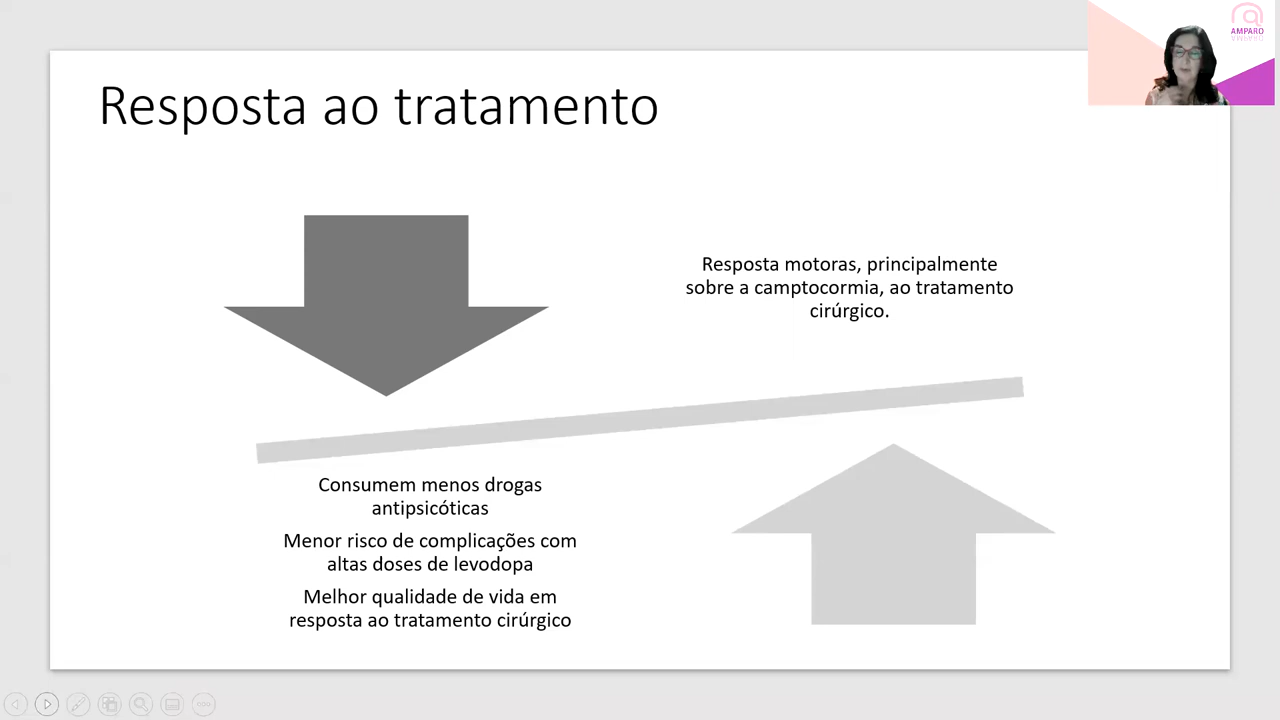 AMPARO
Resposta ao tratamento
Resposta motoras, principalmente
sobre a camptocormia, ao tratamento
cirúrgico.
Consumem menos drogas
antipsicóticas
Menor risco de complicações com
altas doses de levodopa
Melhor qualidade de vida em
resposta ao tratamento cirúrgico